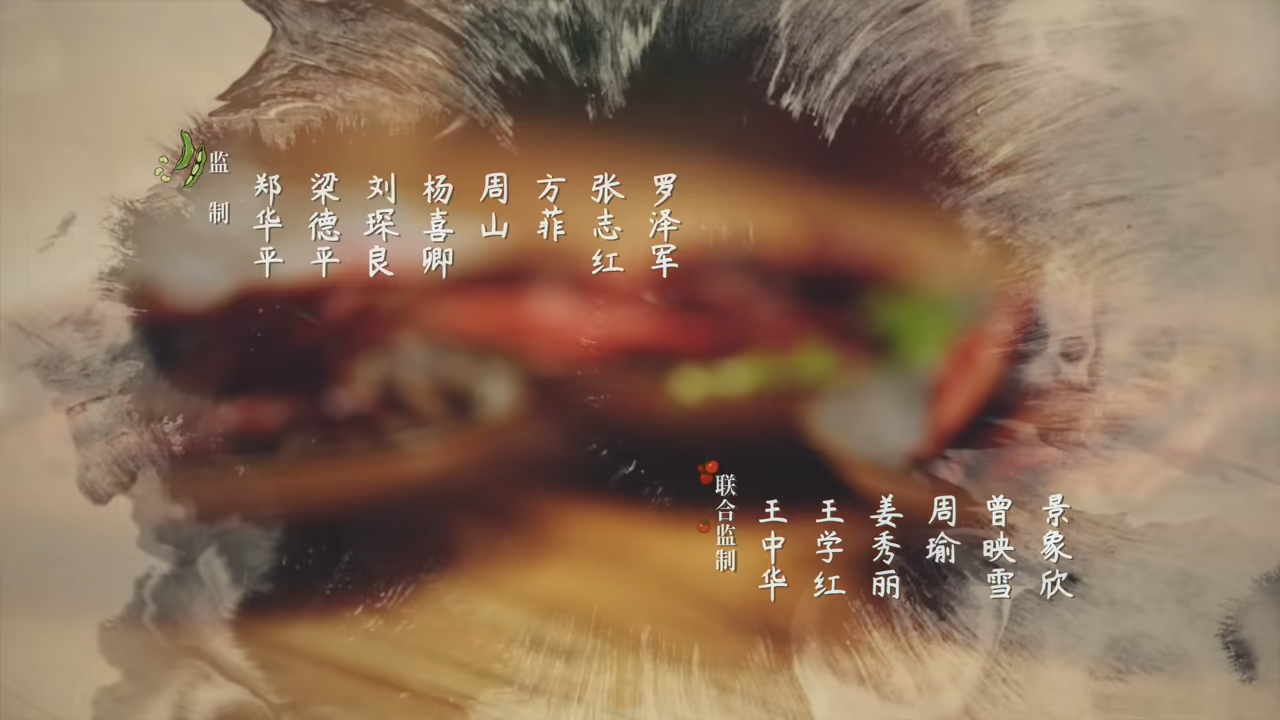 监制
郑华平
梁德平
刘琛良
杨喜卿
周山
方菲
张志红
罗泽军
联合监制
王中华
王学红
姜秀丽
周瑜
曾映雪
景象欣